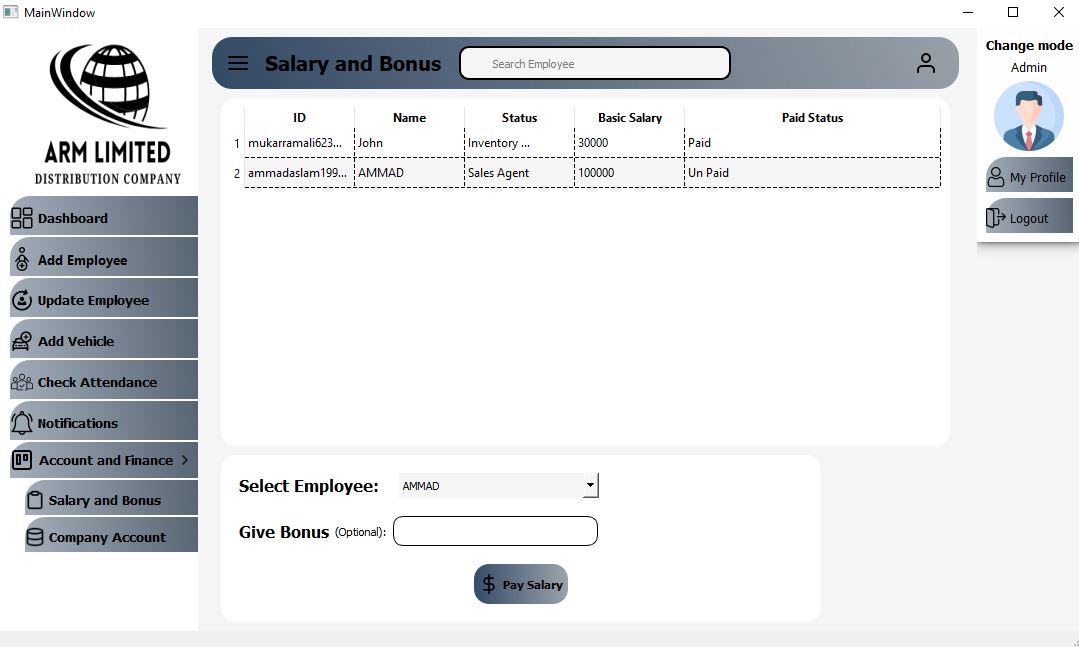 MainWindow
Change mode
Admin
My Profile
Logout
ARM LIMITED
DISTRIBUTION COMPANY
Dashboard
Add Employee
Update Employee
Add Vehicle
Check Attendance
Notifications
Account and Finance
Salary and Bonus
Company Account
Salary and Bonus Search Employee
ID Name Status Basic Salary Paid Status
1 mukarramali623... John Inventory ... 30000 Paid
2 ammadaslam199... AMMAD Sales Agent 100000 Un Paid
Select Employee: AMMAD
Give Bonus (Optional):
Pay Salary